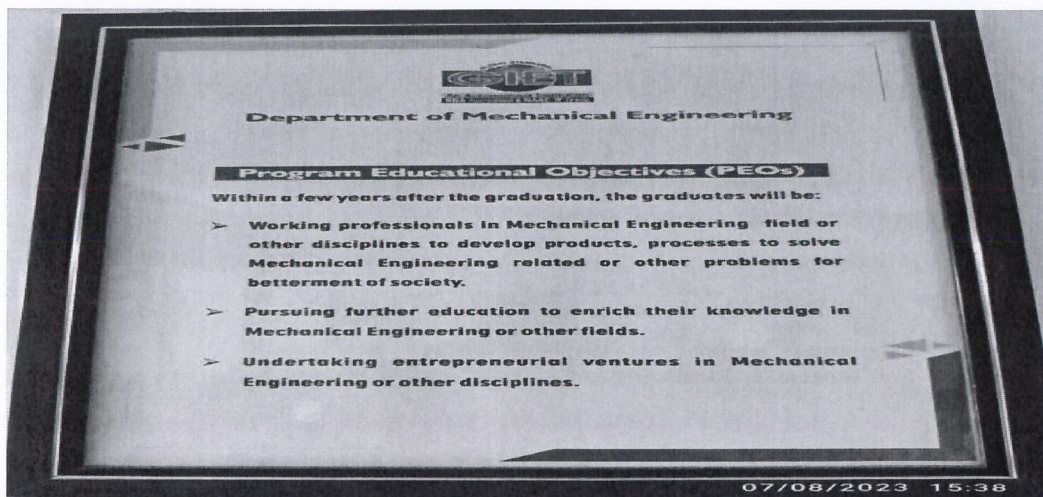 GIET
Department of Mechanical Engineering
Program Educational Objectives (PEOs)
Within a few years after the graduation, the graduates will be:
➢ Working professionals in Mechanical Engineering field or
other disciplines to develop products, processes to solve
Mechanical Engineering related or other problems for
betterment of society.
➢ Pursuing further education to enrich their knowledge in
Mechanical Engineering or other fields.
➢ Undertaking entrepreneurial ventures in Mechanical
Engineering or other disciplines.
07/08/2023 15:38